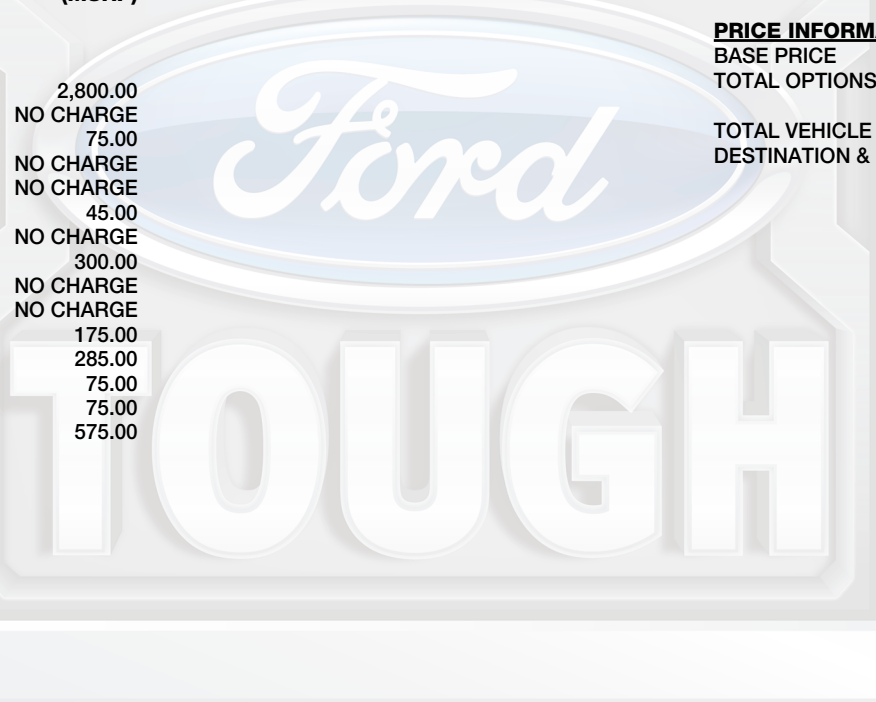 (MSRP)
2,800.00
NO CHARGE
75.00
NO CHARGE
NO CHARGE
45.00
NO CHARGE
300.00
NO CHARGE
NO CHARGE
175.00
285.00
75.00
75.00
575.00
PRICE INFORM
BASE PRICE
TOTAL OPTIONS
TOTAL VEHICLE
DESTINATION &
Ford
TOUGH